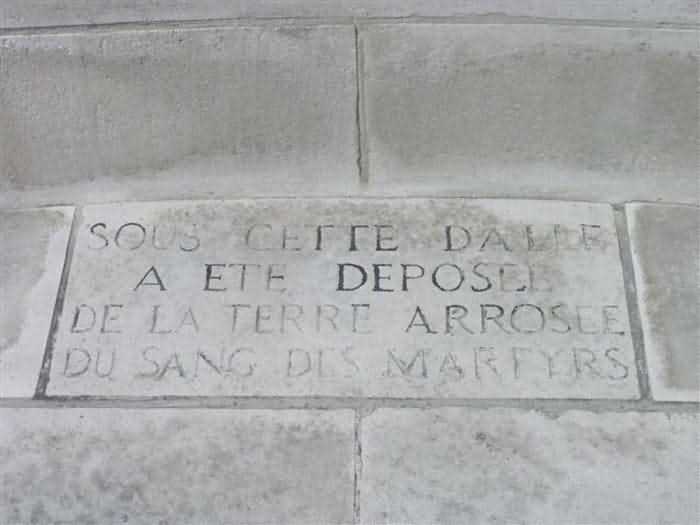 SOUS CETTE DALLE
A ETE DEPOSEE
DE LA TERRE ARROSEE
DU SANG DES MARTYRS